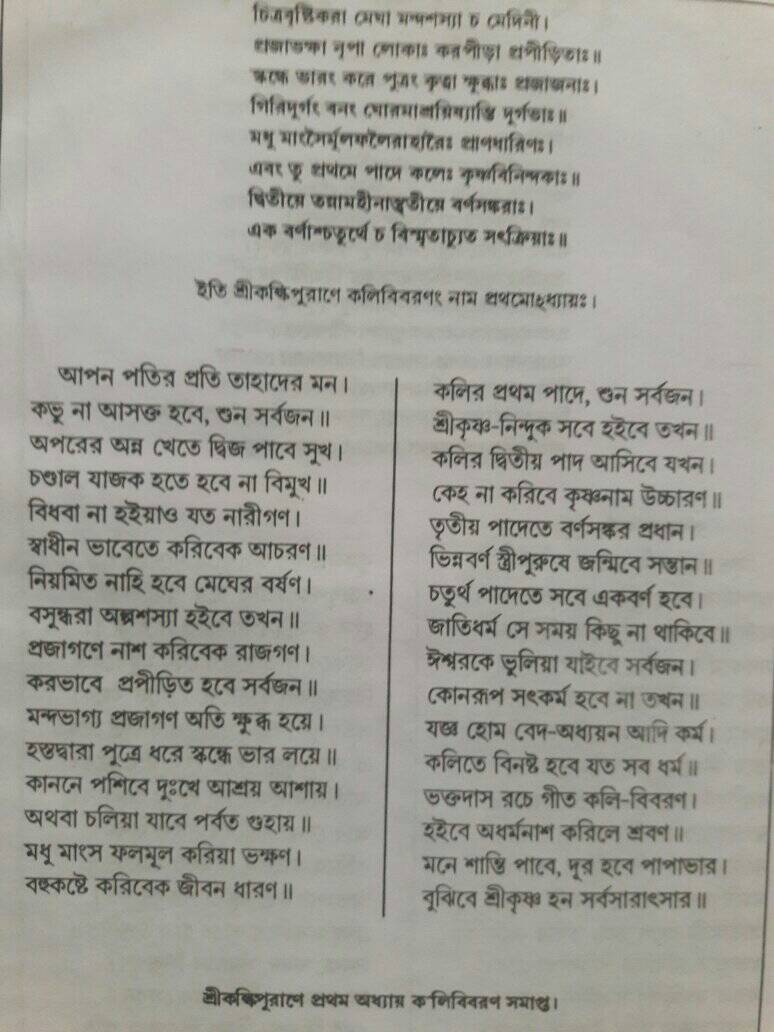 চিত্রবৃষ্টিকরা মেঘা মন্দশস্যা চ মেদিনী।
প্রজাভক্ষা নৃপা লোকাঃ করপীড়া প্রপীড়িতাঃ॥
স্কন্ধে ভারং করে পুত্রং কৃত্বা ক্ষুব্ধাঃ প্রজাজনাঃ।
গিরিদুর্গং বনং ঘোরমাশ্রয়িষ্যন্তি দুর্গতাঃ॥
মধু মাংসৈর্মূলফলৈরাহারৈঃ প্রাণধারিণঃ।
এবং তু প্রথমে পাদে কলেঃ কৃষ্ণবিনিন্দকাঃ॥
দ্বিতীয়ে তন্নামহীনাস্তৃতীয়ে বর্ণসঙ্করাঃ।
এক বর্ণাশ্চতুর্থে চ বিস্মৃতাচ্যুত সৎক্রিয়াঃ॥
ইতি শ্রীকল্কিপুরাণে কলিবিবরণং নাম প্রথমোঽধ্যায়ঃ।
আপন পতির প্রতি তাহাদের মন।
কভু না আসক্ত হবে, শুন সর্বজন॥
অপরের অন্ন খেতে দ্বিজ পাবে সুখ।
চণ্ডাল যাজক হতে হবে না বিমুখ॥
বিধবা না হইয়াও যত নারীগণ।
স্বাধীন ভাবেতে করিবেক আচরণ॥
নিয়মিত নাহি হবে মেঘের বর্ষণ।
বসুন্ধরা অল্পশস্যা হইবে তখন॥
প্রজাগণে নাশ করিবেক রাজগণ।
করভাবে প্রপীড়িত হবে সর্বজন॥
মন্দভাগ্য প্রজাগণ অতি ক্ষুব্ধ হয়ে।
হস্তদ্বারা পুত্রে ধরে স্কন্ধে ভার লয়ে॥
কাননে পশিবে দুঃখে আশ্রয় আশায়।
অথবা চলিয়া যাবে পর্বত গুহায়॥
মধু মাংস ফলমূল করিয়া ভক্ষণ।
বহুকষ্টে করিবেক জীবন ধারণ॥
কলির প্রথম পাদে, শুন সর্বজন।
শ্রীকৃষ্ণ-নিন্দুক সবে হইবে তখন॥
কলির দ্বিতীয় পাদ আসিবে যখন।
কেহ না করিবে কৃষ্ণনাম উচ্চারণ॥
তৃতীয় পাদেতে বর্ণসঙ্কর প্রধান।
ভিন্নবর্ণ স্ত্রীপুরুষে জন্মিবে সন্তান॥
চতুর্থ পাদেতে সবে একবর্ণ হবে।
জাতিধর্ম সে সময় কিছু না থাকিবে॥
ঈশ্বরকে ভুলিয়া যাইবে সর্বজন।
কোনরূপ সৎকর্ম হবে না তখন॥
যজ্ঞ হোম বেদ-অধ্যয়ন আদি কর্ম।
কলিতে বিনষ্ট হবে যত সব ধর্ম॥
ভক্তদাস রচে গীত কলি-বিবরণ।
হইবে অধর্মনাশ করিলে শ্রবণ॥
মনে শান্তি পাবে, দূর হবে পাপাভার।
বুঝিবে শ্রীকৃষ্ণ হন সর্বসারাৎসার॥
শ্রীকল্কিপুরাণে প্রথম অধ্যায় কলিবিবরণ সমাপ্ত।